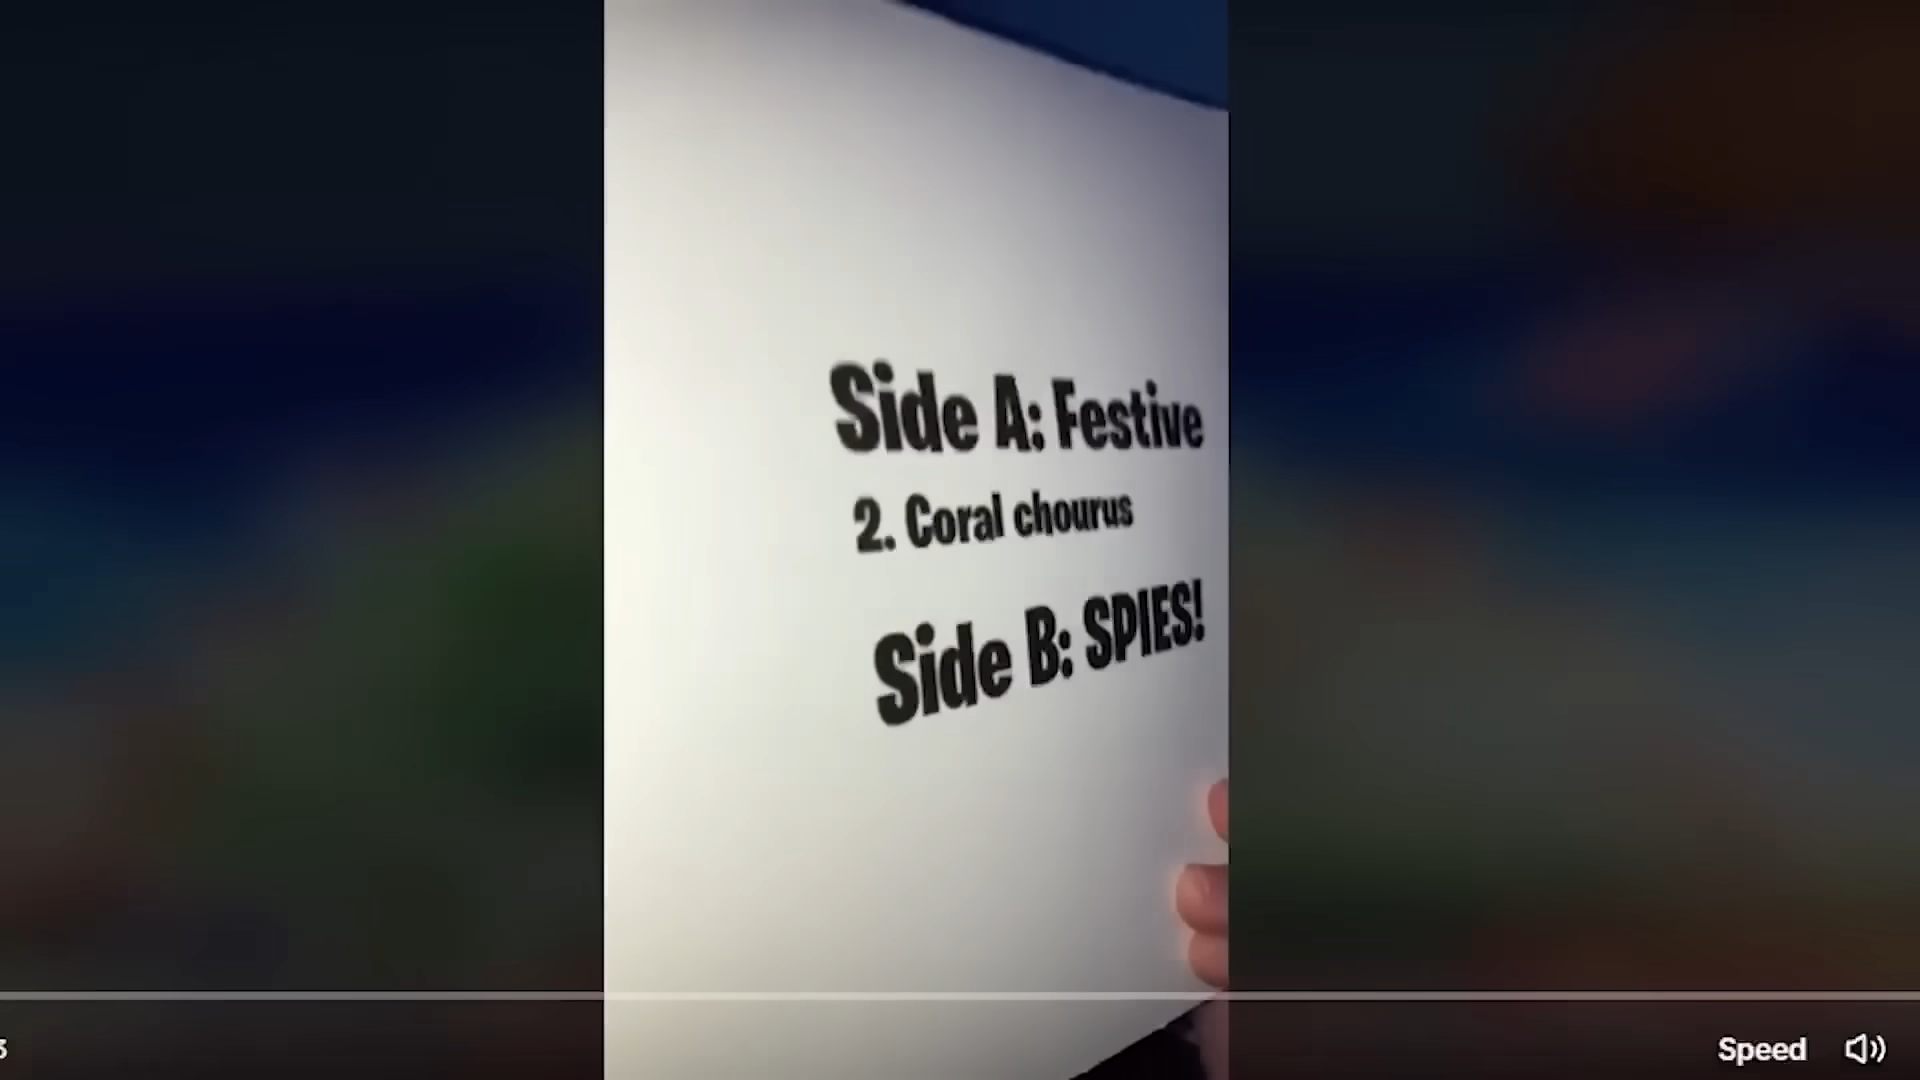 Side A: Festive
2. Coral chourus
Side B: SPIES!
Speed